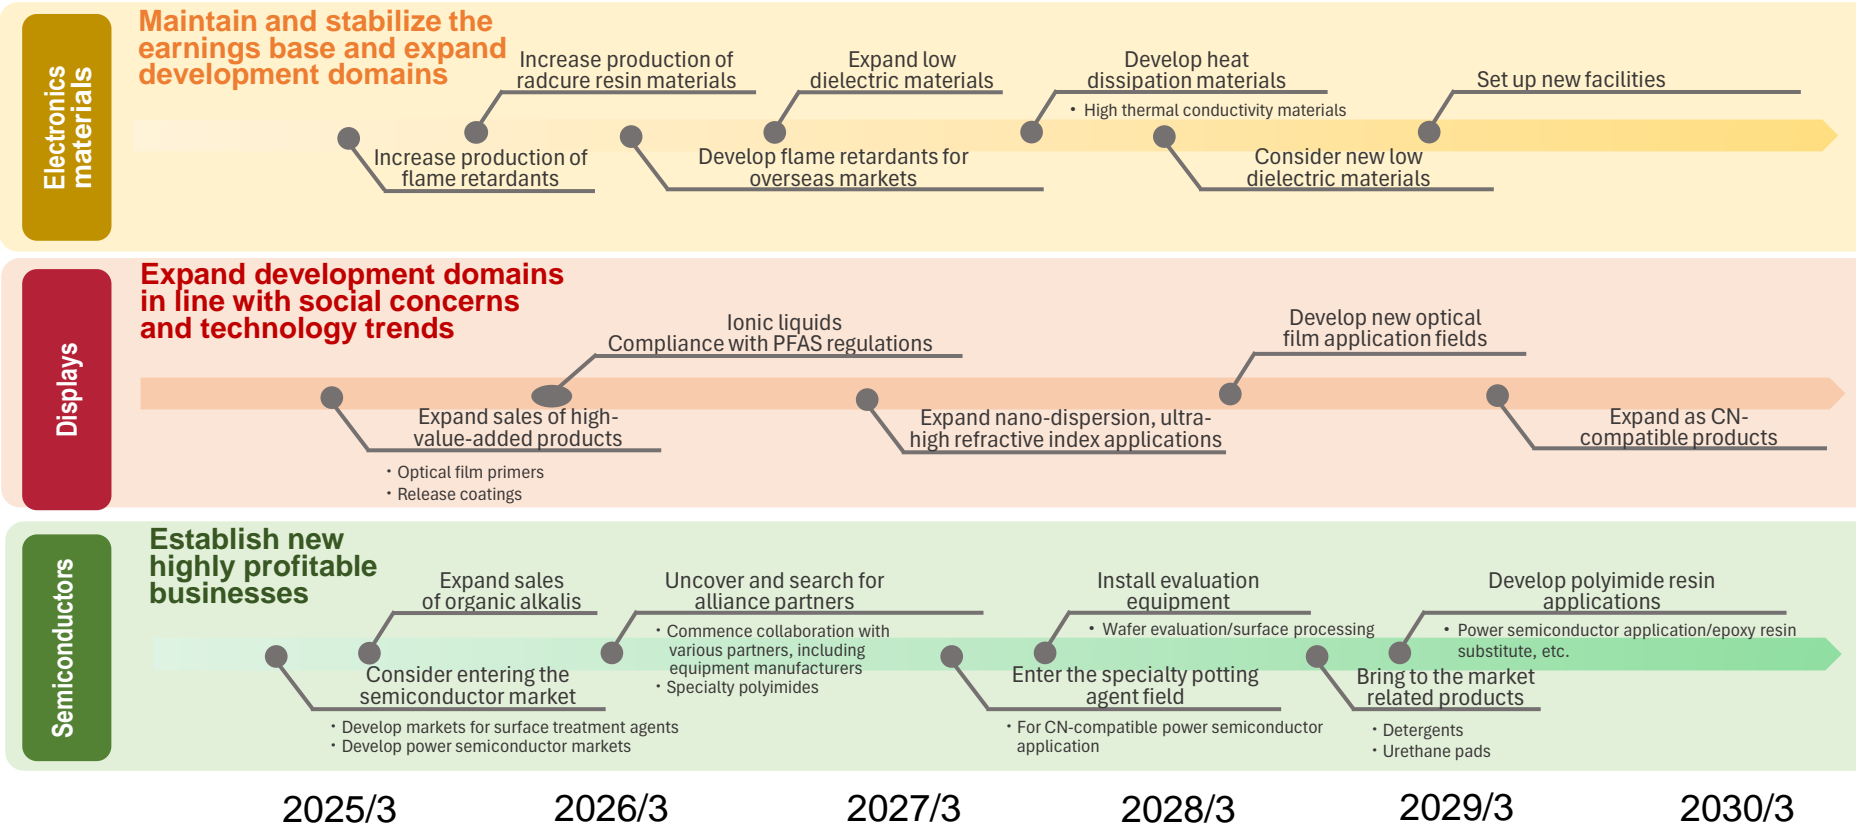 Electronics
materials
Maintain and stabilize the
earnings base and expand
development domains
Increase production of
radcure resin materials
Expand low
dielectric materials
Develop heat
dissipation materials
・High thermal conductivity materials
Set up new facilities
Increase production of
flame retardants
Develop flame retardants for
overseas markets
Consider new low
dielectric materials
Displays
Expand development domains
in line with social concerns
and technology trends
Ionic liquids
Compliance with PFAS regulations
Develop new optical
film application fields
Expand sales of high-
value-added products
・Optical film primers
・Release coatings
Expand nano-dispersion, ultra-
high refractive index applications
Expand as CN-
compatible products
Semiconductors
Establish new
highly profitable
businesses
Expand sales
of organic alkalis
Uncover and search for
alliance partners
・Commence collaboration with
various partners, including
equipment manufacturers
・Specialty polyimides
Install evaluation
equipment
・Wafer evaluation/surface processing
Develop polyimide resin
applications
・Power semiconductor application/epoxy resin
substitute, etc.
Consider entering the
semiconductor market
・Develop markets for surface treatment agents
・Develop power semiconductor markets
Enter the specialty potting
agent field
・For CN-compatible power semiconductor
application
Bring to the market
related products
・Detergents
・Urethane pads
2025/3
2026/3
2027/3
2028/3
2029/3
2030/3